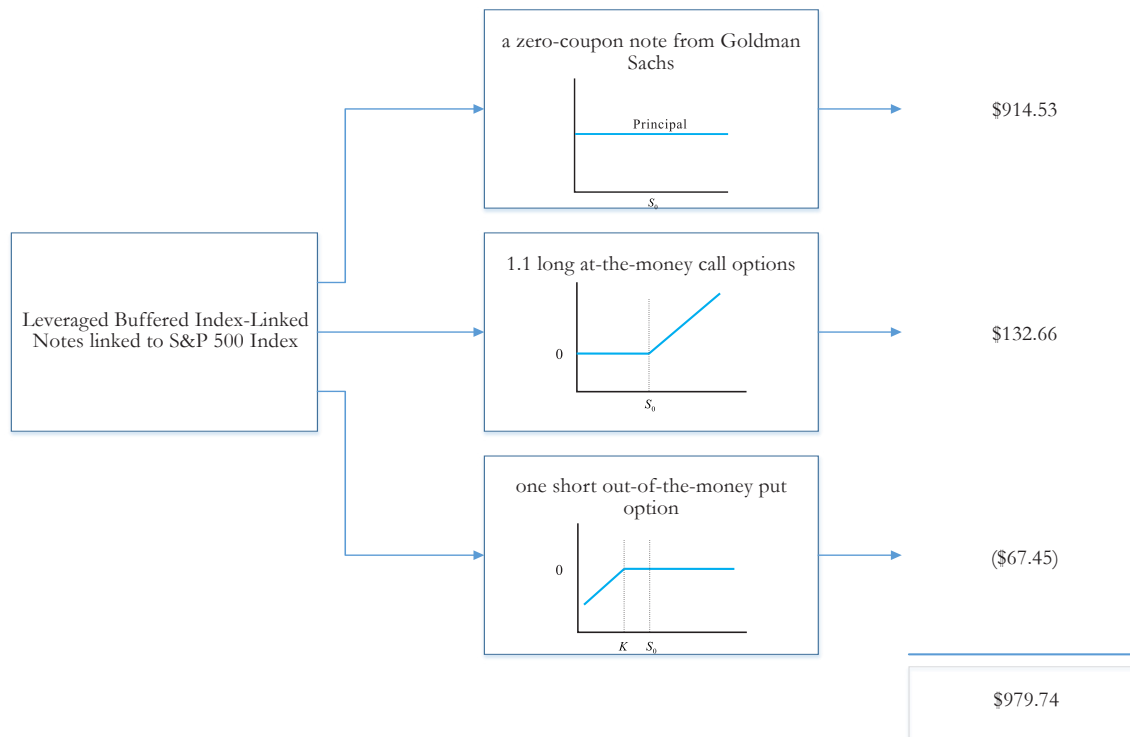 a zero-coupon note from Goldman
Sachs
Principal
S₀
$914.53
Leveraged Buffered Index-Linked
Notes linked to S&P 500 Index
1.1 long at-the-money call options
0
S₀
$132.66
one short out-of-the-money put
option
0
K S₀
($67.45)
$979.74